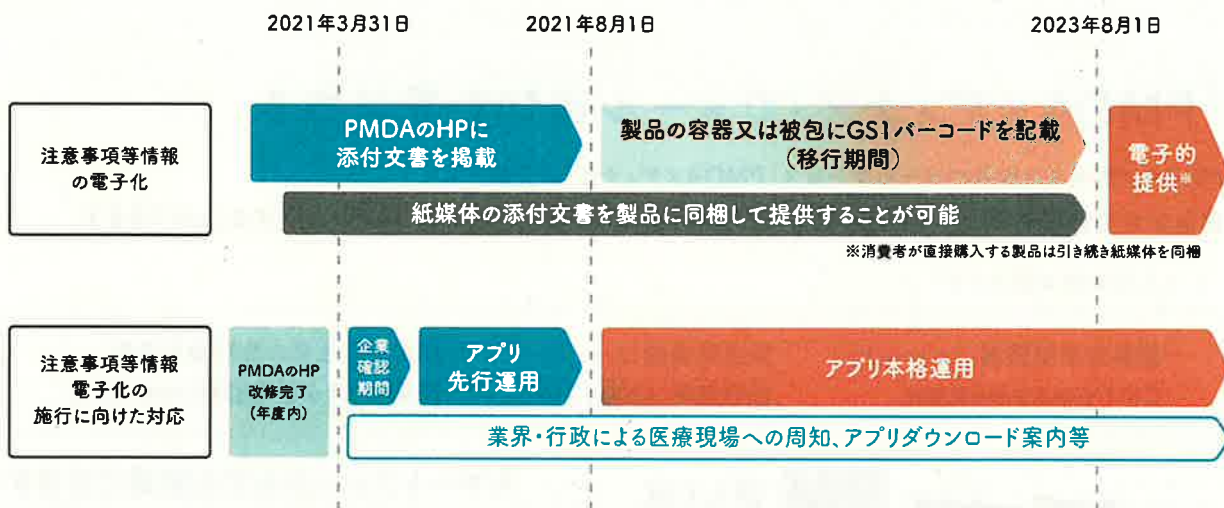 2021年3月31日
2021年8月1日
2023年8月1日
注意事項等情報
の電子化
PMDAのHPに
添付文書を掲載
製品の容器又は被包にGS1バーコードを記載
（移行期間）
電子的
提供※
紙媒体の添付文書を製品に同梱して提供することが可能
※消費者が直接購入する製品は引き続き紙媒体を同梱
注意事項等情報
電子化の
施行に向けた対応
PMDAのHP
改修完了
（年度内）
企業
確認
期間
アプリ
先行運用
アプリ本格運用
業界・行政による医療現場への周知、アプリダウンロード案内等